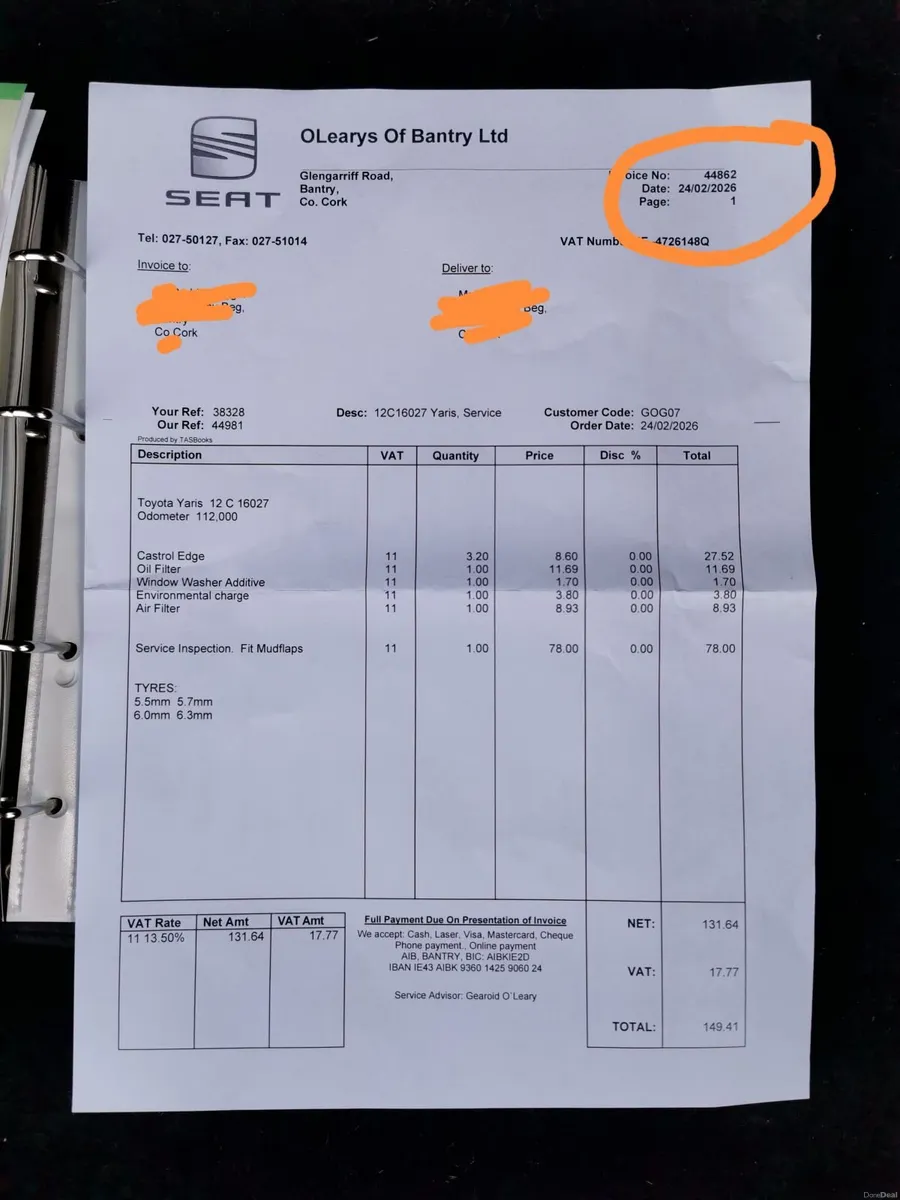 SEAT
OLearys Of Bantry Ltd
Glengarriff Road,
Bantry,
Co. Cork
oice No: 44862
Date: 24/02/2026
Page: 1
Tel: 027-50127, Fax: 027-51014
VAT Numb 4726148Q
Invoice to:
Deliver to:
Beg,
Co Cork
Beg,
Your Ref: 38328
Our Ref: 44981
Desc: 12C16027 Yaris, Service
Customer Code: GOG07
Order Date: 24/02/2026
Produced by TASBooks
Description VAT Quantity Price Disc % Total
Toyota Yaris 12 C 16027
Odometer 112,000
Castrol Edge 11 3.20 8.60 0.00 27.52
Oil Filter 11 1.00 11.69 0.00 11.69
Window Washer Additive 11 1.00 1.70 0.00 1.70
Environmental charge 11 1.00 3.80 0.00 3.80
Air Filter 11 1.00 8.93 0.00 8.93
Service Inspection. Fit Mudflaps 11 1.00 78.00 0.00 78.00
TYRES:
5.5mm 5.7mm
6.0mm 6.3mm
VAT Rate Net Amt VAT Amt
11 13.50% 131.64 17.77
Full Payment Due On Presentation of Invoice
We accept: Cash, Laser, Visa, Mastercard, Cheque
Phone payment., Online payment
AIB, BANTRY, BIC: AIBKIE2D
IBAN IE43 AIBK 9360 1425 9060 24
Service Advisor: Gearoid O`Leary
NET: 131.64
VAT: 17.77
TOTAL: 149.41
DoneDeal